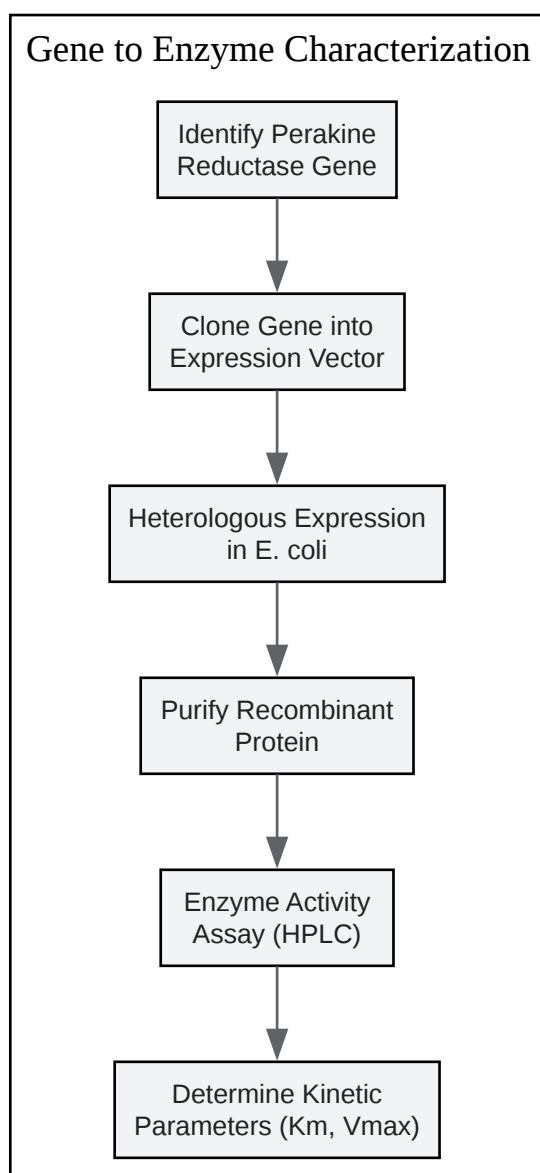 Gene to Enzyme Characterization
Identify Perakine
Reductase Gene
Clone Gene into
Expression Vector
Heterologous Expression
in E. coli
Purify Recombinant
Protein
Enzyme Activity
Assay (HPLC)
Determine Kinetic
Parameters (Km, Vmax)